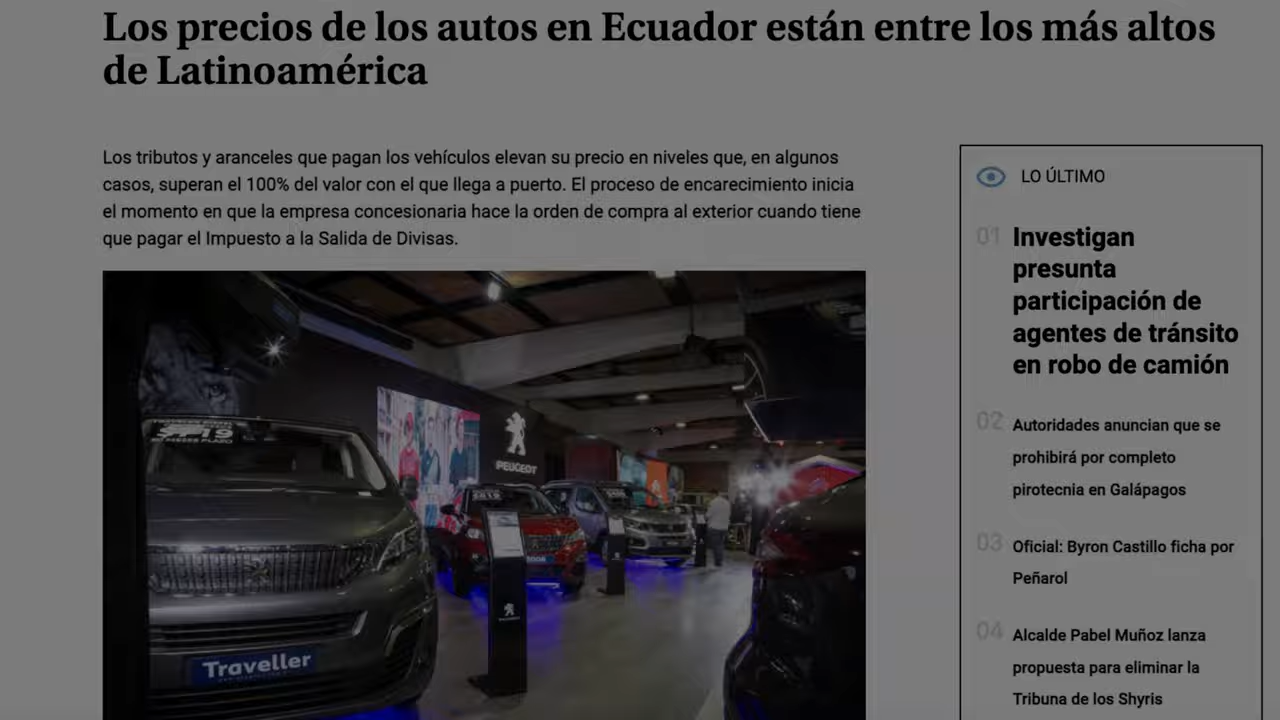 Los precios de los autos en Ecuador están entre los más altos
de Latinoamérica
Los tributos y aranceles que pagan los vehículos elevan su precio en niveles que, en algunos
casos, superan el 100% del valor con el que llega a puerto. El proceso de encarecimiento inicia
el momento en que la empresa concesionaria hace la orden de compra al exterior cuando tiene
que pagar el Impuesto a la Salida de Divisas.
PEUGEOT
Traveller
LO ÚLTIMO
01 Investigan
presunta
participación de
agentes de tránsito
en robo de camión
02 Autoridades anuncian que se
prohibirá por completo
pirotecnia en Galápagos
03 Oficial: Byron Castillo ficha por
Peñarol
04 Alcalde Pabel Muñoz lanza
propuesta para eliminar la
Tribuna de los Shyris